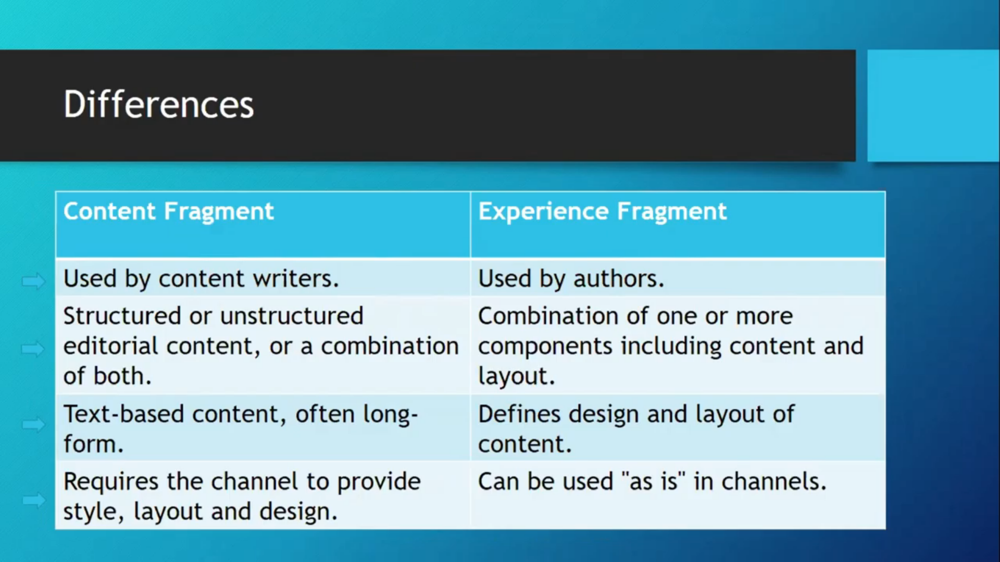 Differences
Content Fragment
Experience Fragment
Used by content writers.
Used by authors.
Structured or unstructured
editorial content, or a combination
of both.
Combination of one or more
components including content and
layout.
Text-based content, often long-
form.
Defines design and layout of
content.
Requires the channel to provide
style, layout and design.
Can be used "as is" in channels.